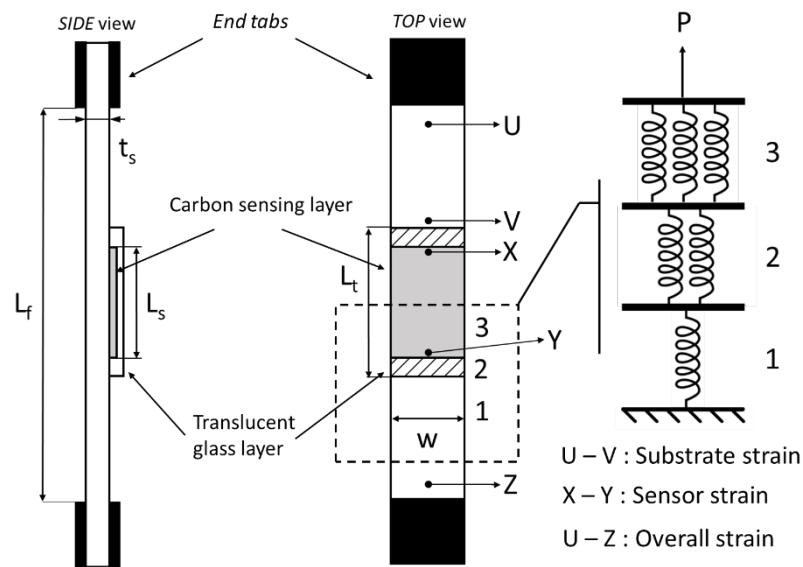 SIDE view
End tabs
TOP view
P
t_s
U
3
Carbon sensing layer
V
X
L_t
2
L_f
L_s
3
Y
2
1
1
Translucent
glass layer
w
U – V : Substrate strain
Z
X – Y : Sensor strain
U – Z : Overall strain